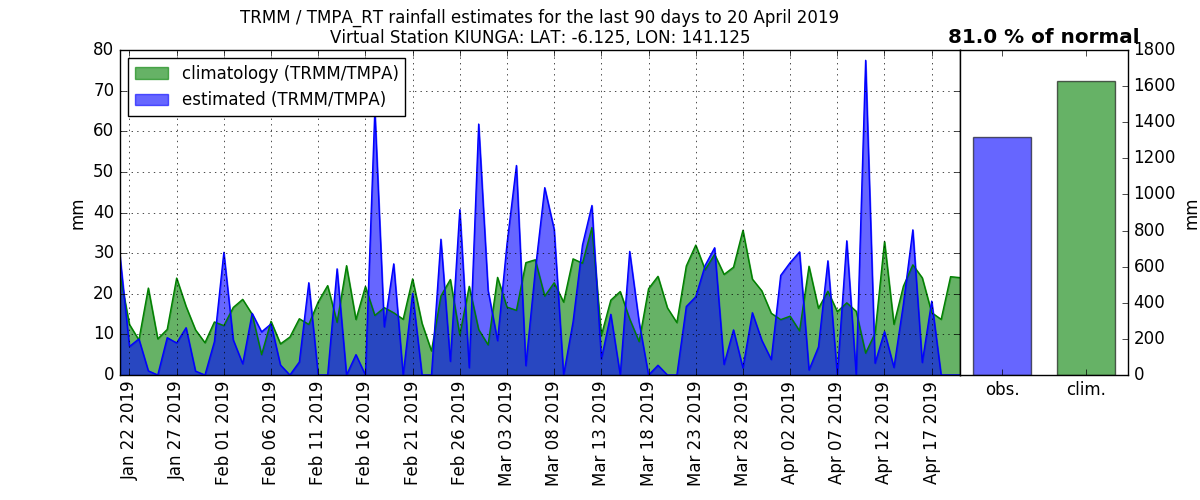 TRMM / TMPA_RT rainfall estimates for the last 90 days to 20 April 2019
Virtual Station KIUNGA: LAT: -6.125, LON: 141.125
81.0 % of normal
climatology (TRMM/TMPA)
estimated (TRMM/TMPA)
80
70
60
50
40
30
20
10
0
mm
1800
1600
1400
1200
1000
800
600
400
200
0
mm
Jan 22 2019
Jan 27 2019
Feb 01 2019
Feb 06 2019
Feb 11 2019
Feb 16 2019
Feb 21 2019
Feb 26 2019
Mar 03 2019
Mar 08 2019
Mar 13 2019
Mar 18 2019
Mar 23 2019
Mar 28 2019
Apr 02 2019
Apr 07 2019
Apr 12 2019
Apr 17 2019
obs.
clim.